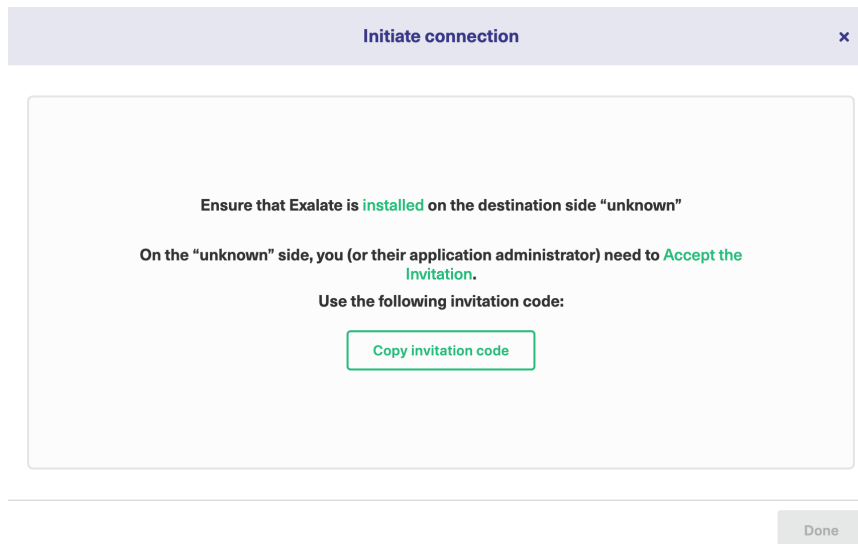 Initiate connection ×
Ensure that Exalate is installed on the destination side “unknown”
On the “unknown” side, you (or their application administrator) need to Accept the
Invitation.
Use the following invitation code:
Copy invitation code
Done